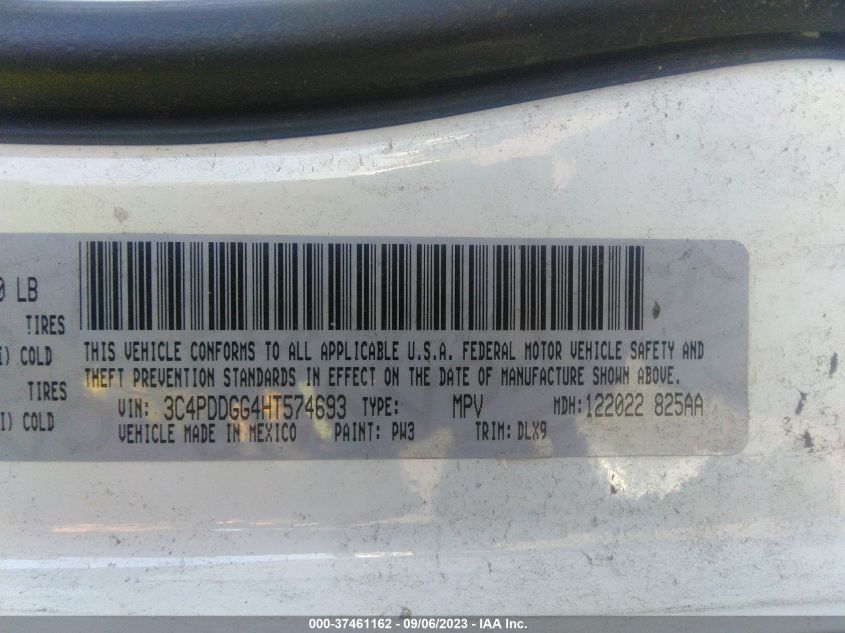 0 LB
TIRES
I) COLD
TIRES
I) COLD
THIS VEHICLE CONFORMS TO ALL APPLICABLE U.S.A. FEDERAL MOTOR VEHICLE SAFETY AND
THEFT PREVENTION STANDARDS IN EFFECT ON THE DATE OF MANUFACTURE SHOWN ABOVE.
VIN: 3C4PDDGG4HT574693 TYPE: MPV MDH:122022 825AA
VEHICLE MADE IN MEXICO PAINT: PW3 TRIM: DLX9
000-37461162 - 09/06/2023 - IAA Inc.